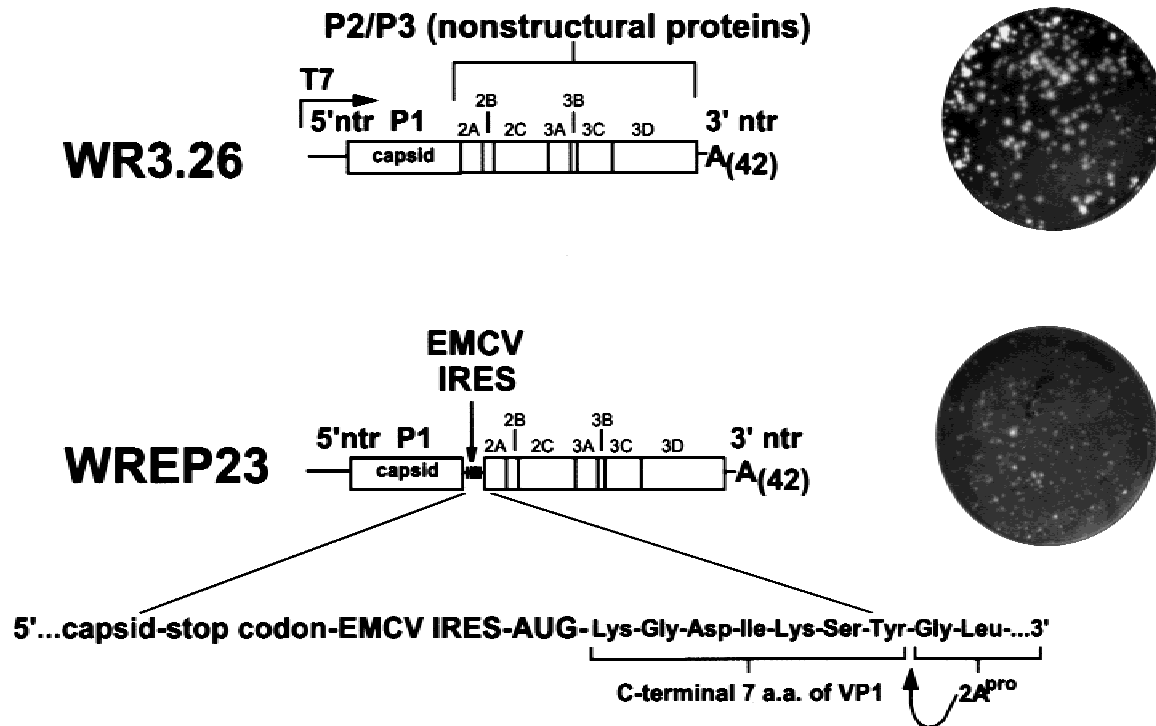 P2/P3 (nonstructural proteins)
T7
2B 3B
5'ntr P1 2A 2C 3A 3C 3D 3' ntr
WR3.26 capsid A(42)
EMCV
IRES
2B 3B
5'ntr P1 2A 2C 3A 3C 3D 3' ntr
WREP23 capsid A(42)
5'...capsid-stop codon-EMCV IRES-AUG-Lys-Gly-Asp-Ile-Lys-Ser-Tyr-Gly-Leu-...3'
C-terminal 7 a.a. of VP1 2Apro